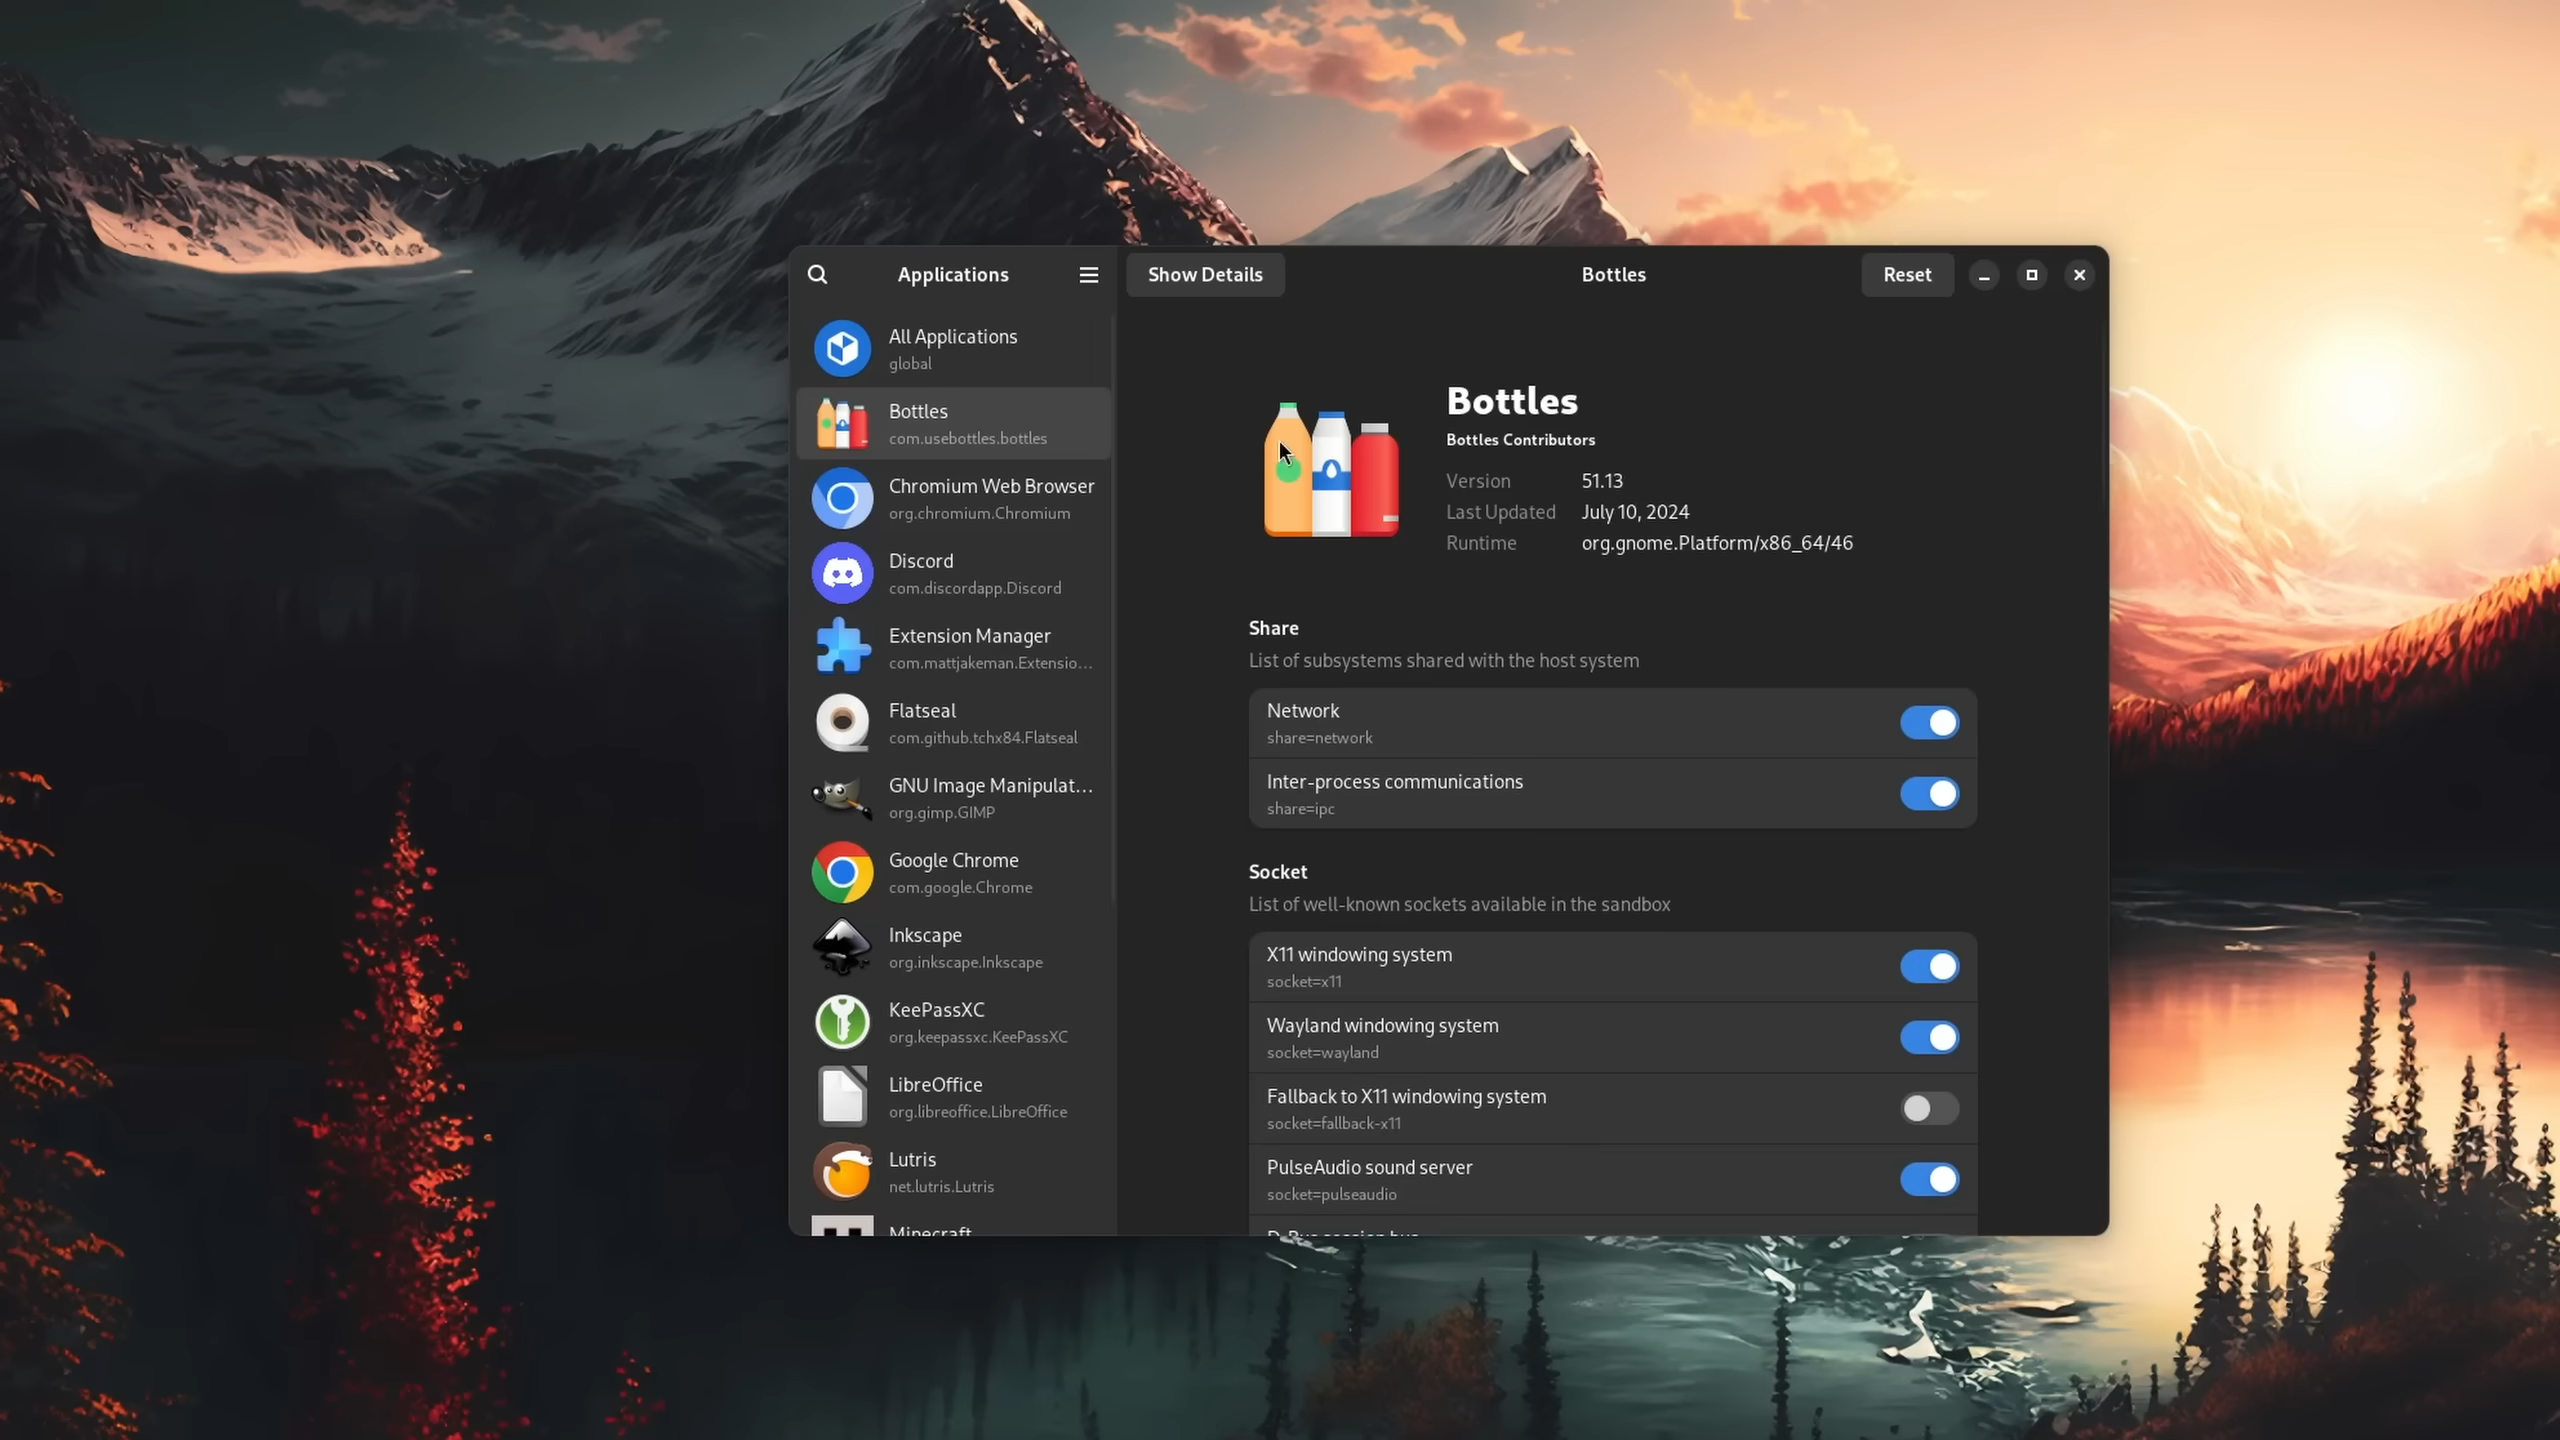 Applications
All Applications
global
Bottles
com.usebottles.bottles
Chromium Web Browser
org.chromium.Chromium
Discord
com.discordapp.Discord
Extension Manager
com.mattjakeman.Extensio…
Flatseal
com.github.tchx84.Flatseal
GNU Image Manipulat…
org.gimp.GIMP
Google Chrome
com.google.Chrome
Inkscape
org.inkscape.Inkscape
KeePassXC
org.keepassxc.KeePassXC
LibreOffice
org.libreoffice.LibreOffice
Lutris
net.lutris.Lutris
Minecraft
Show Details
Bottles
Reset
Bottles
Bottles Contributors
Version 51.13
Last Updated July 10, 2024
Runtime org.gnome.Platform/x86_64/46
Share
List of subsystems shared with the host system
Network
share=network
Inter-process communications
share=ipc
Socket
List of well-known sockets available in the sandbox
X11 windowing system
socket=x11
Wayland windowing system
socket=wayland
Fallback to X11 windowing system
socket=fallback-x11
PulseAudio sound server
socket=pulseaudio
D-Bus session bus